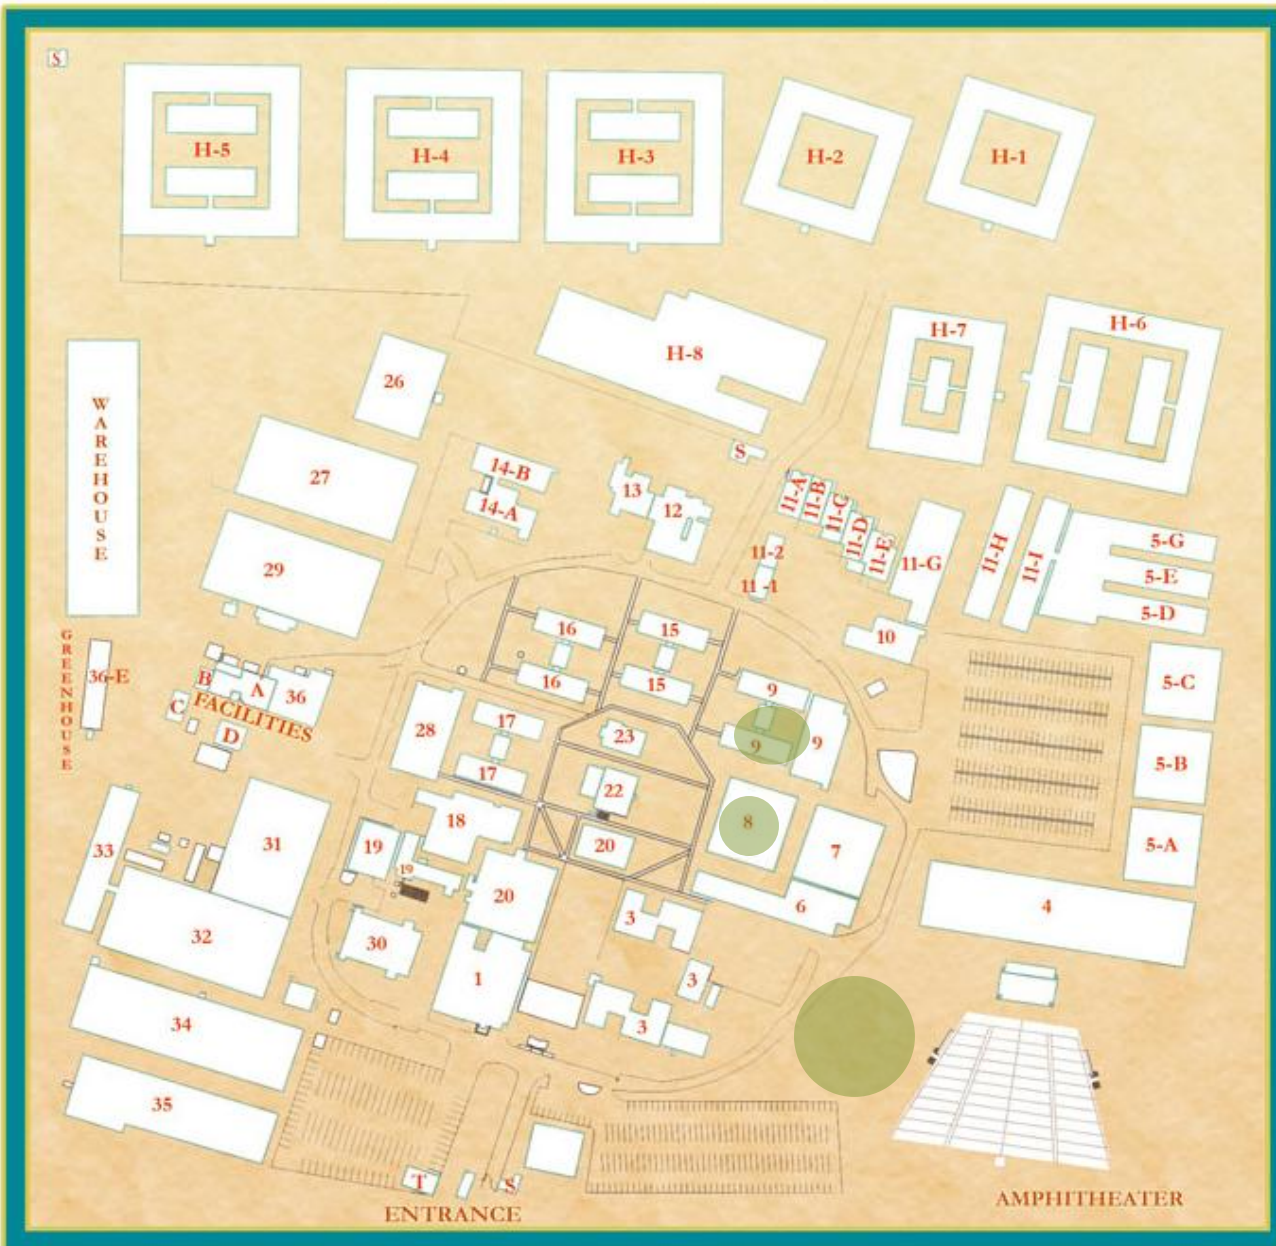 S
H-5
H-4
H-3
H-2
H-1
H-7
H-6
H-8
26
WAREHOUSE
S
27
14-B
13
12
14-A
11-A
11-B
11-C
11-D
11-E
11-G
11-H
11-I
5-G
5-E
5-D
11-2
11-1
29
16
15
10
GREENHOUSE
36-E
B
A
36
C
FACILITIES
D
16
15
9
5-C
28
17
23
9
9
17
5-B
22
18
8
31
19
20
7
33
5-A
19
20
6
4
32
30
3
1
3
34
3
35
T
S
ENTRANCE
AMPHITHEATER